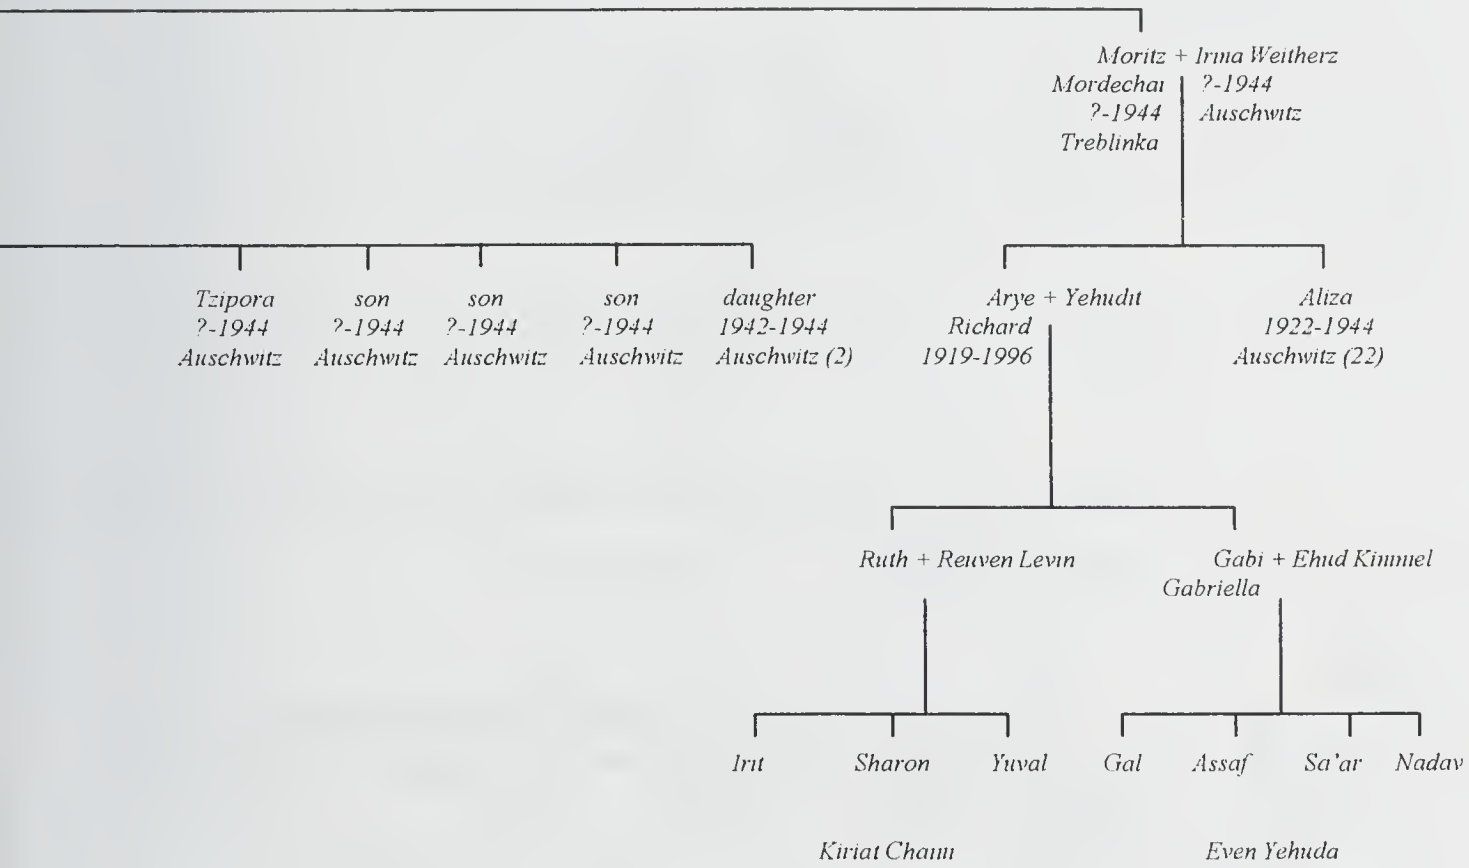 Moritz + Irma Weitherz
Mordechai ?-1944
?-1944 Auschwitz
Treblinka
Tzipora son son son daughter Arye + Yehudit Aliza
?-1944 ?-1944 ?-1944 ?-1944 1942-1944 Richard 1922-1944
Auschwitz Auschwitz Auschwitz Auschwitz Auschwitz (2) 1919-1996 Auschwitz (22)
Ruth + Reuven Levin Gabi + Ehud Kimmel
Gabriella
Irit Sharon Yuval Gal Assaf Sa'ar Nadav
Kiriat Chaim Even Yehuda